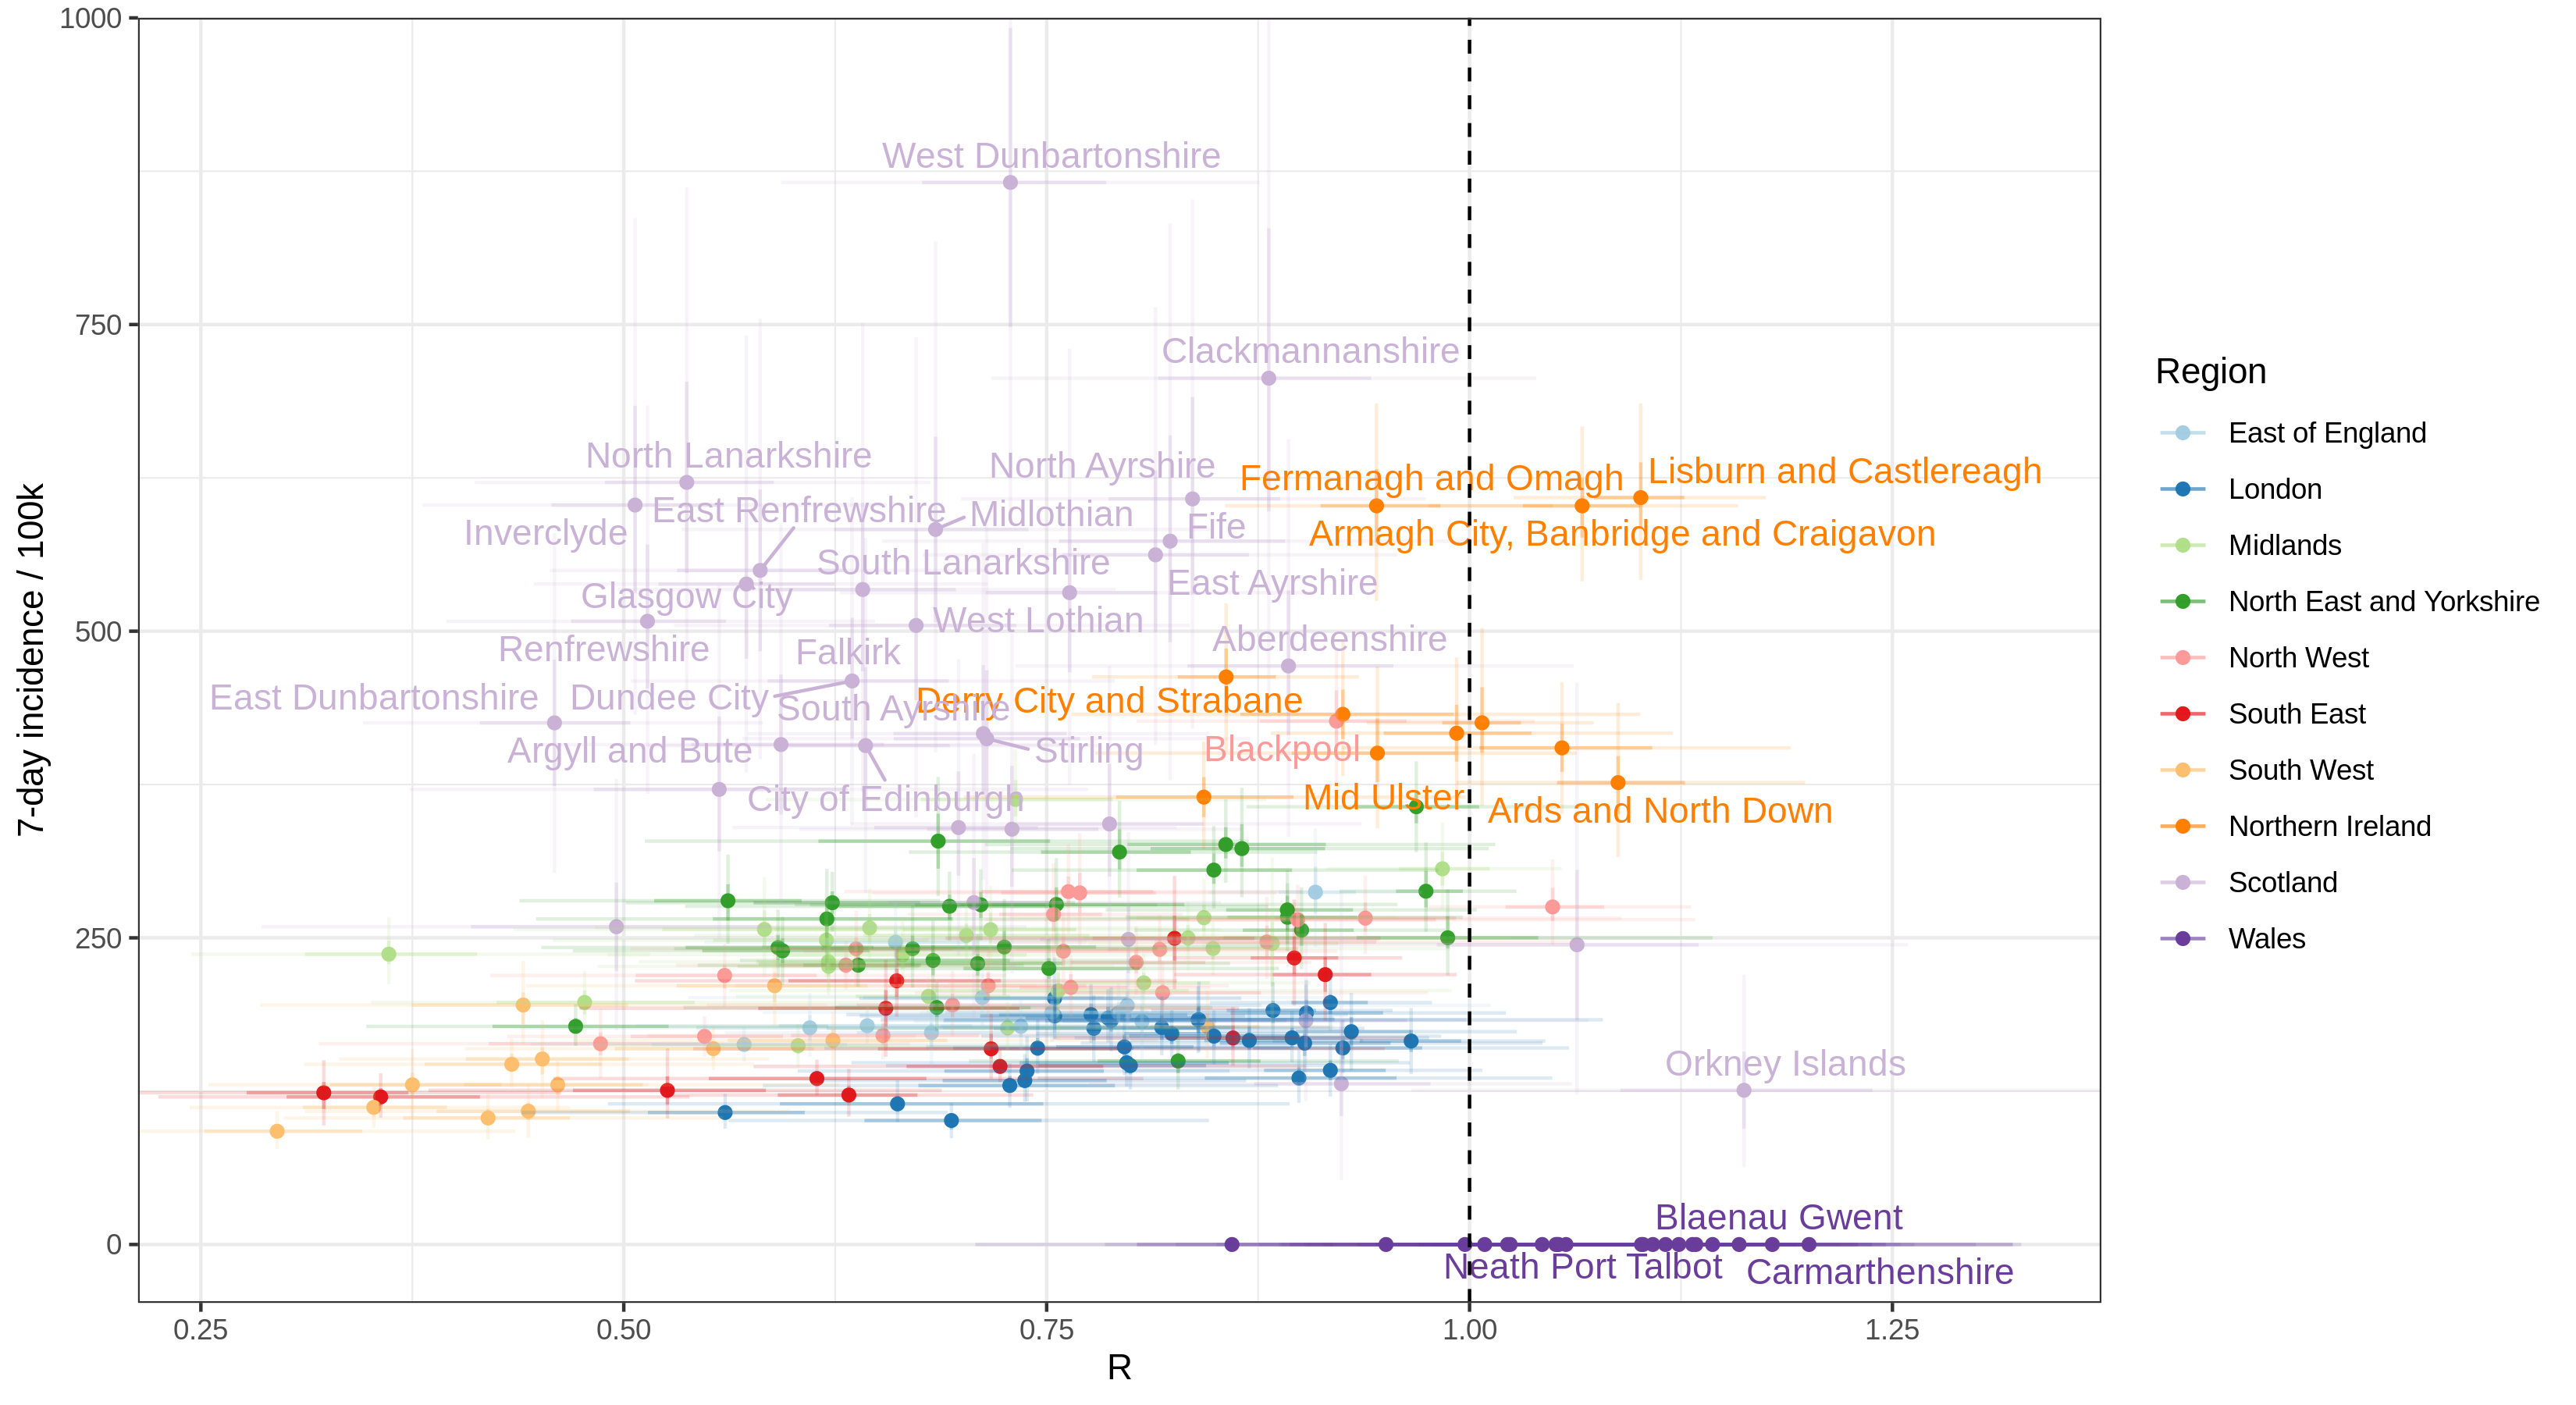 1000
750
500
250
0
7-day incidence / 100k
West Dunbartonshire
Clackmannanshire
North Lanarkshire
North Ayrshire
Fermanagh and Omagh
Lisburn and Castlereagh
East Renfrewshire
Midlothian
Inverclyde
Fife
Armagh City, Banbridge and Craigavon
South Lanarkshire
East Ayrshire
Glasgow City
West Lothian
Renfrewshire
Falkirk
Aberdeenshire
East Dunbartonshire
Dundee City
South Ayrshire
Derry City and Strabane
Argyll and Bute
Stirling
Blackpool
City of Edinburgh
Mid Ulster
Ards and North Down
Orkney Islands
Blaenau Gwent
Neath Port Talbot
Carmarthenshire
0.25
0.50
0.75
1.00
1.25
R
Region
East of England
London
Midlands
North East and Yorkshire
North West
South East
South West
Northern Ireland
Scotland
Wales